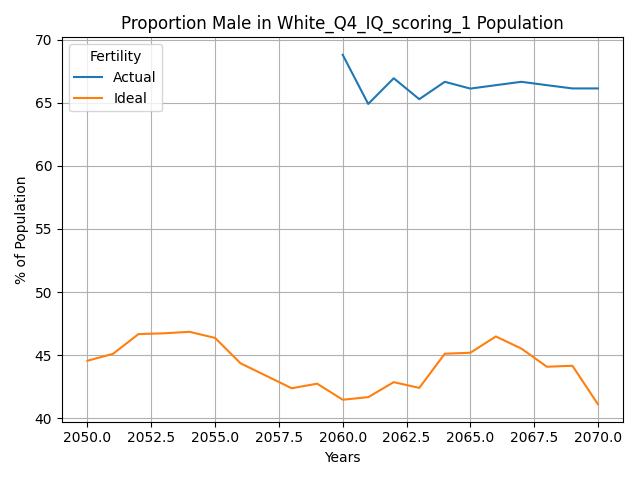 Proportion Male in White_Q4_IQ_scoring_1 Population
Fertility
Actual
Ideal
% of Population
70
65
60
55
50
45
40
2050.0 2052.5 2055.0 2057.5 2060.0 2062.5 2065.0 2067.5 2070.0
Years